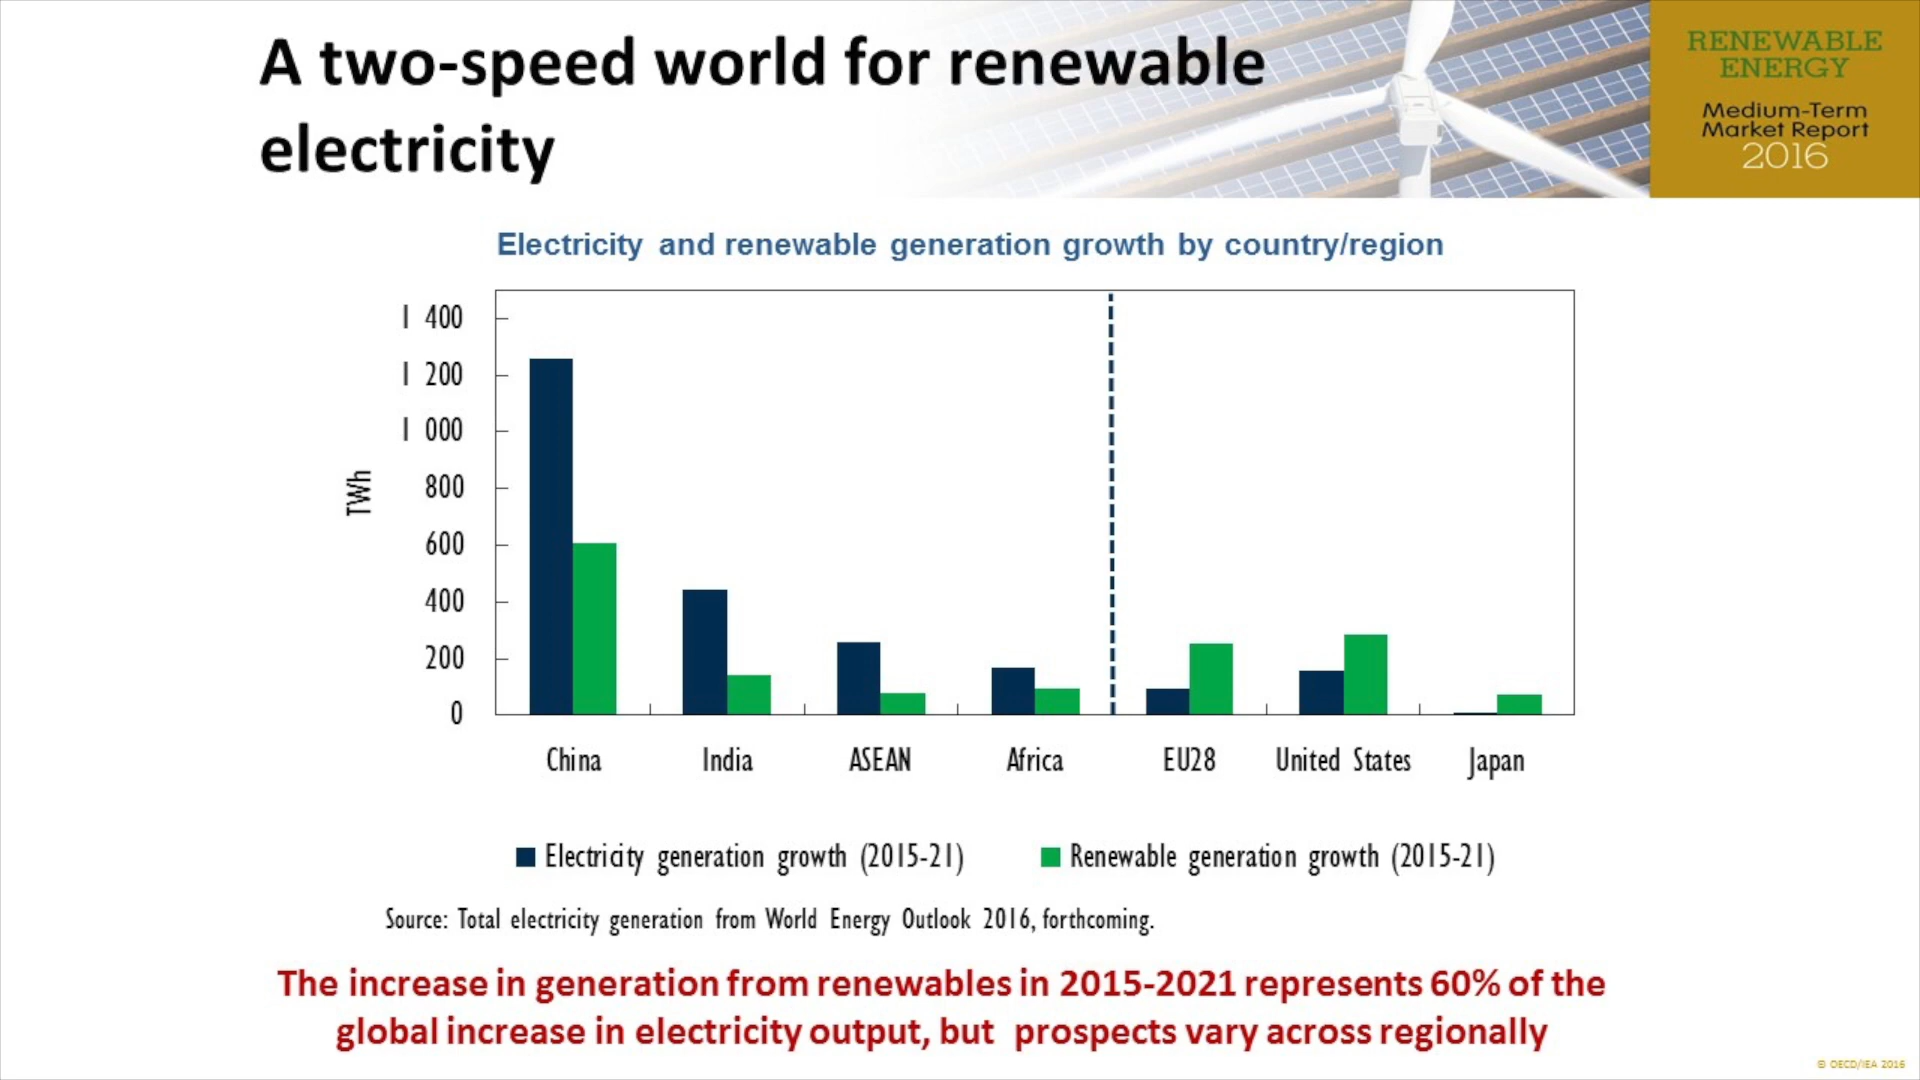 A two-speed world for renewable
electricity
RENEWABLE
ENERGY
Medium-Term
Market Report
2016
Electricity and renewable generation growth by country/region
1 400
1 200
1 000
800
600
400
200
0
TWh
China India ASEAN Africa EU28 United States Japan
Electricity generation growth (2015-21) Renewable generation growth (2015-21)
Source: Total electricity generation from World Energy Outlook 2016, forthcoming.
The increase in generation from renewables in 2015-2021 represents 60% of the
global increase in electricity output, but prospects vary across regionally
© OECD/IEA 2016